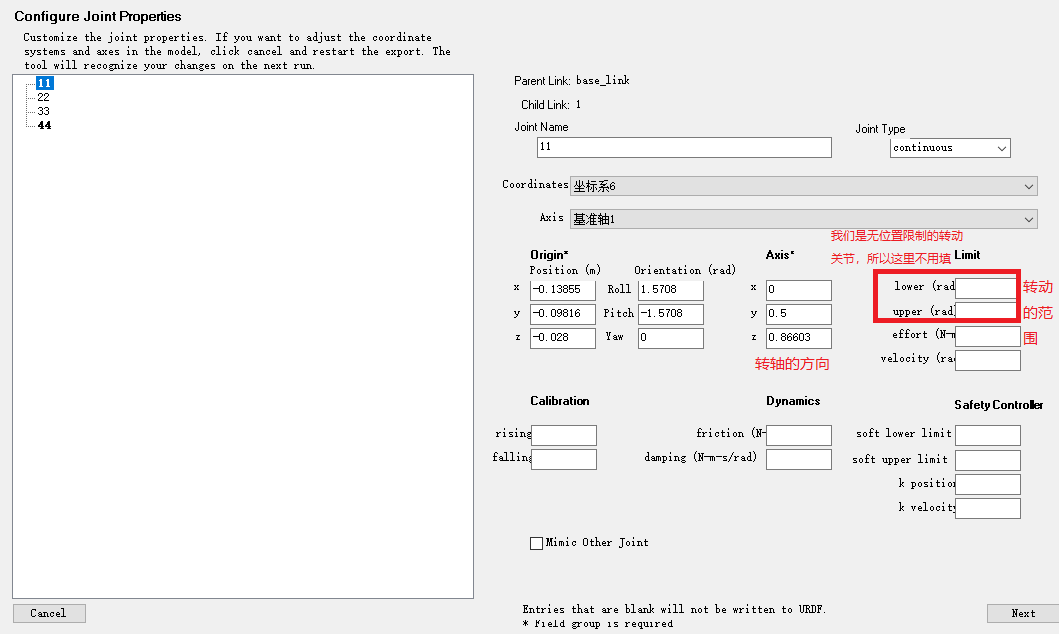 Configure Joint Properties
Customize the joint properties. If you want to adjust the coordinate
systems and axes in the model, click cancel and restart the export. The
tool will recognize your changes on the next run.
11
22
33
44
Parent Link: base_link
Child Link: 1
Joint Name
Joint Type
11
continuous
Coordinates 坐标系6
Axis 基准轴1
我们是无位置限制的转动
关节，所以这里不用填
Origin*
Axis*
Limit
Position (m)
Orientation (rad)
x -0.13855 Roll 1.5708 x 0 lower (rad
y -0.09816 Pitch -1.5708 y 0.5 upper (rad)
z -0.028 Yaw 0 z 0.86603 effort (N-m
velocity (rad
转动
的范
围
转轴的方向
Calibration
Dynamics
Safety Controller
rising friction (N- soft lower limit
falling damping (N-m-s/rad) soft upper limit
k position
k velocity
Mimic Other Joint
Entries that are blank will not be written to URDF.
* Field group is required
Cancel
Next